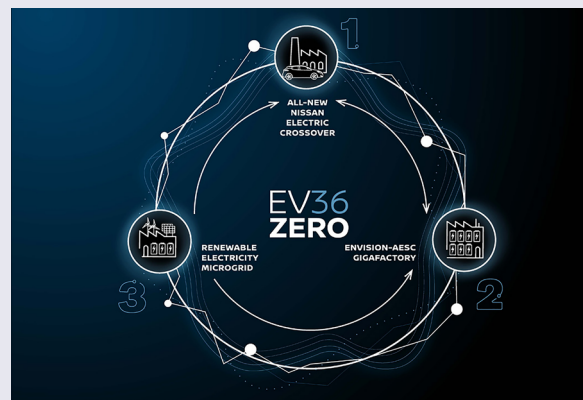 1
ALL-NEW
NISSAN
ELECTRIC
CROSSOVER
EV36
ZERO
RENEWABLE
ELECTRICITY
MICROGRID
ENVISION-AESC
GIGAFACTORY
3
2